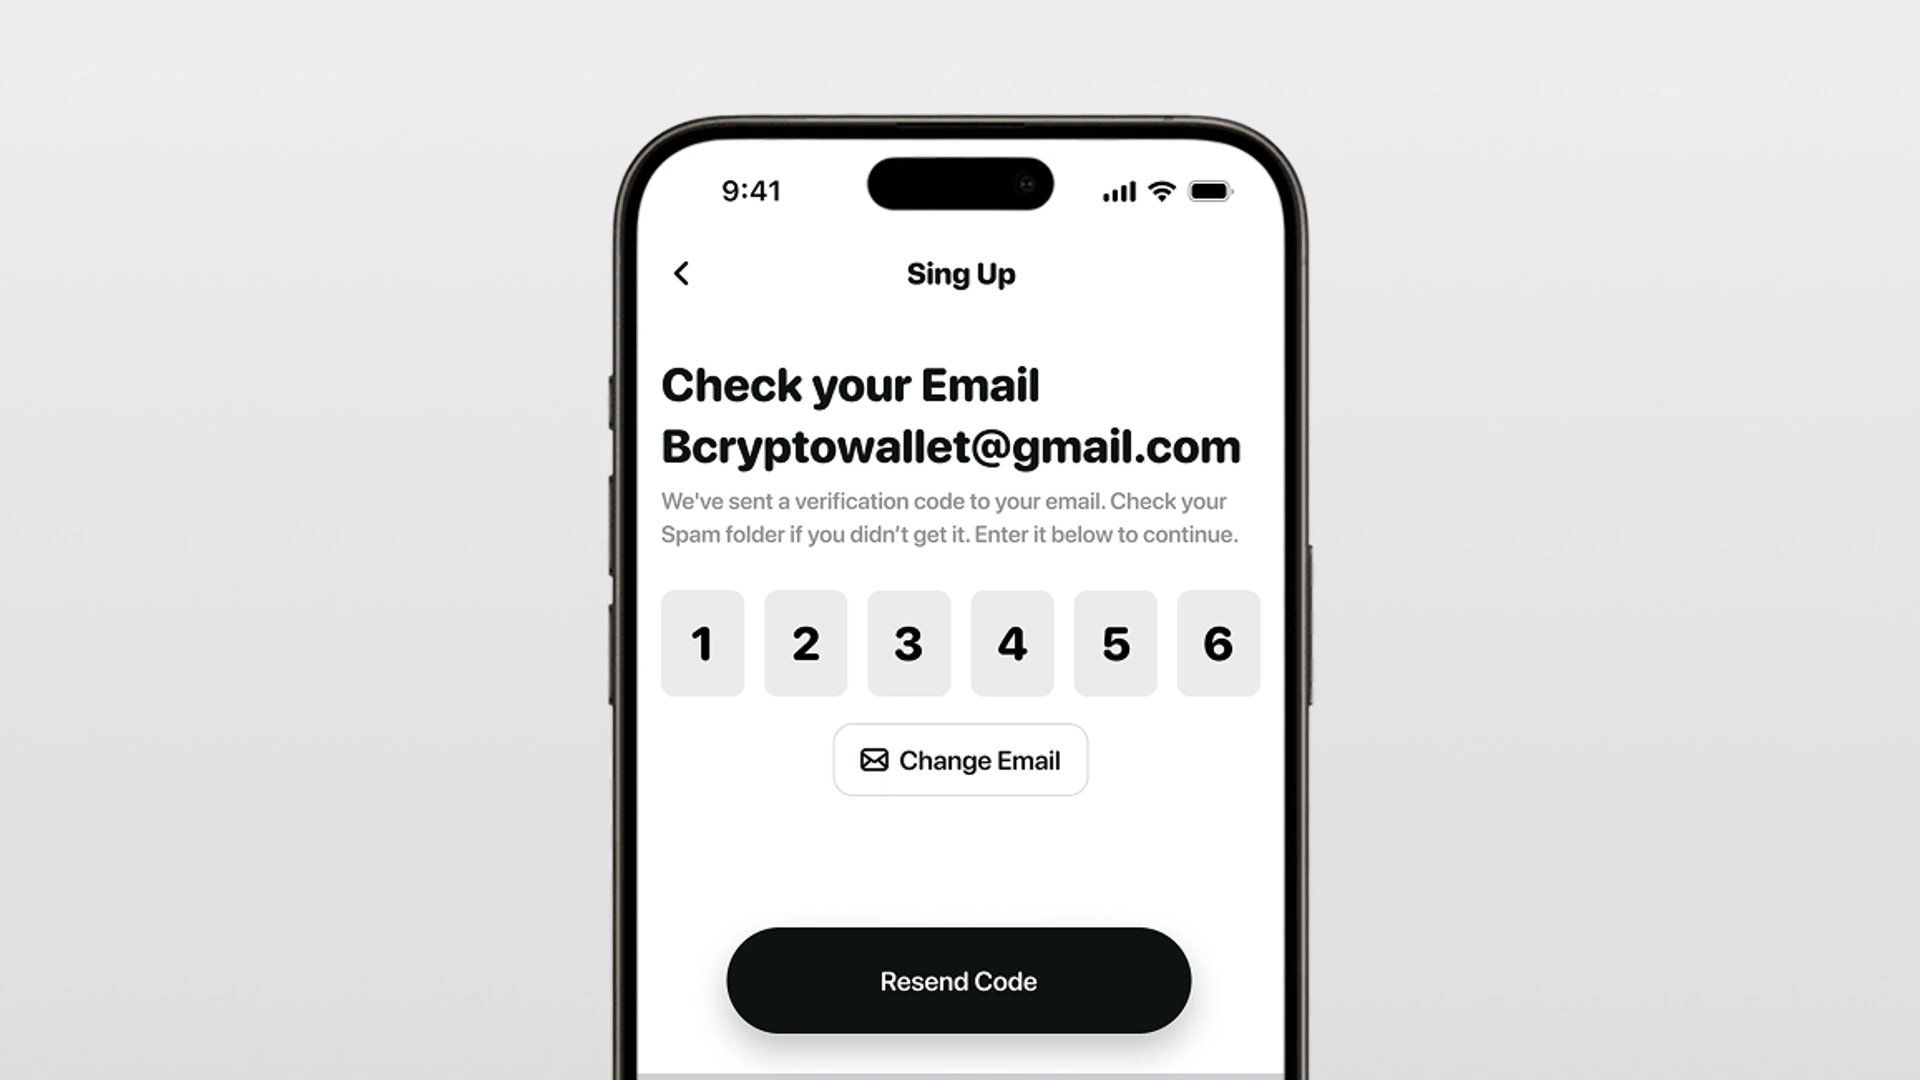 9:41
Sing Up
Check your Email
Bcryptowallet@gmail.com
We've sent a verification code to your email. Check your
Spam folder if you didn’t get it. Enter it below to continue.
1 2 3 4 5 6
Change Email
Resend Code